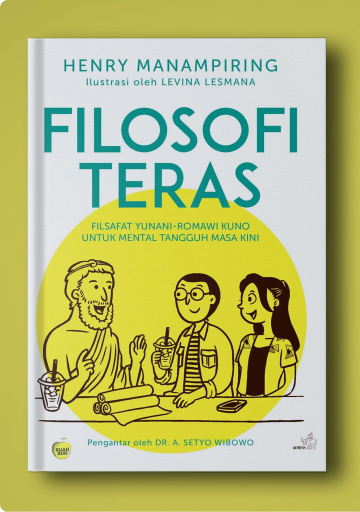 HENRY MANAMPIRING
Ilustrasi oleh LEVINA LESMANA
FILOSOFI
TERAS
FILSAFAT YUNANI-ROMAWI KUNO
UNTUK MENTAL TANGGUH MASA KINI
Pengantar oleh DR. A. SETYO WIBOWO